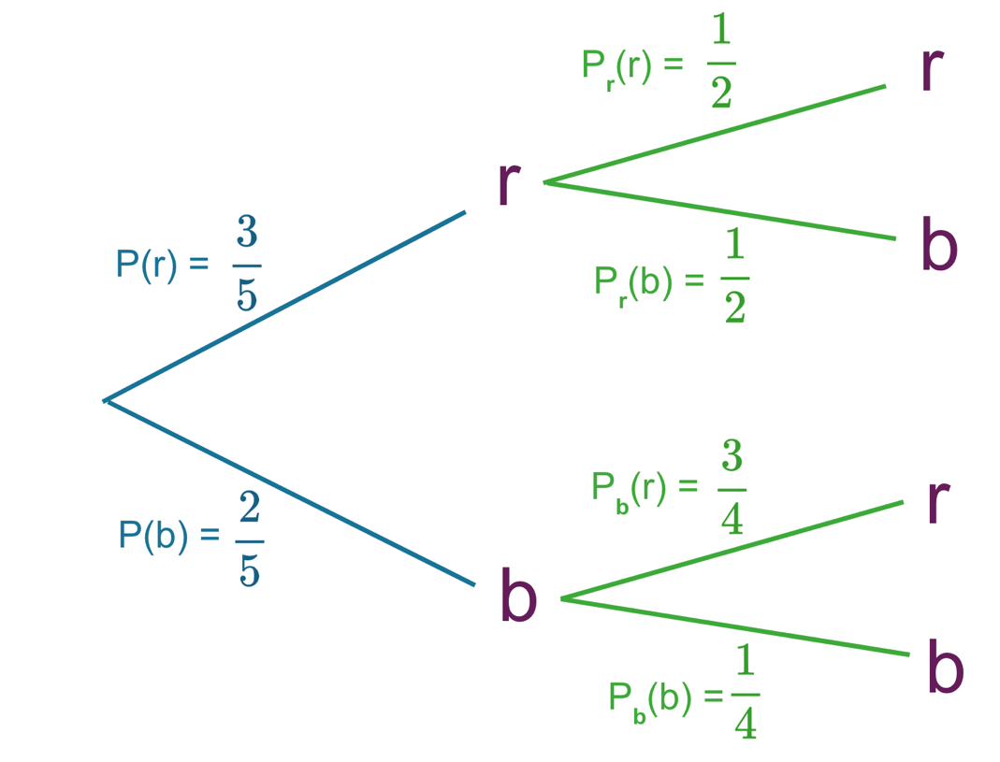 P_r(r) = 1/2
r
r
P(r) = 3/5
b
P_r(b) = 1/2
P_b(r) = 3/4
r
P(b) = 2/5
b
b
P_b(b) = 1/4